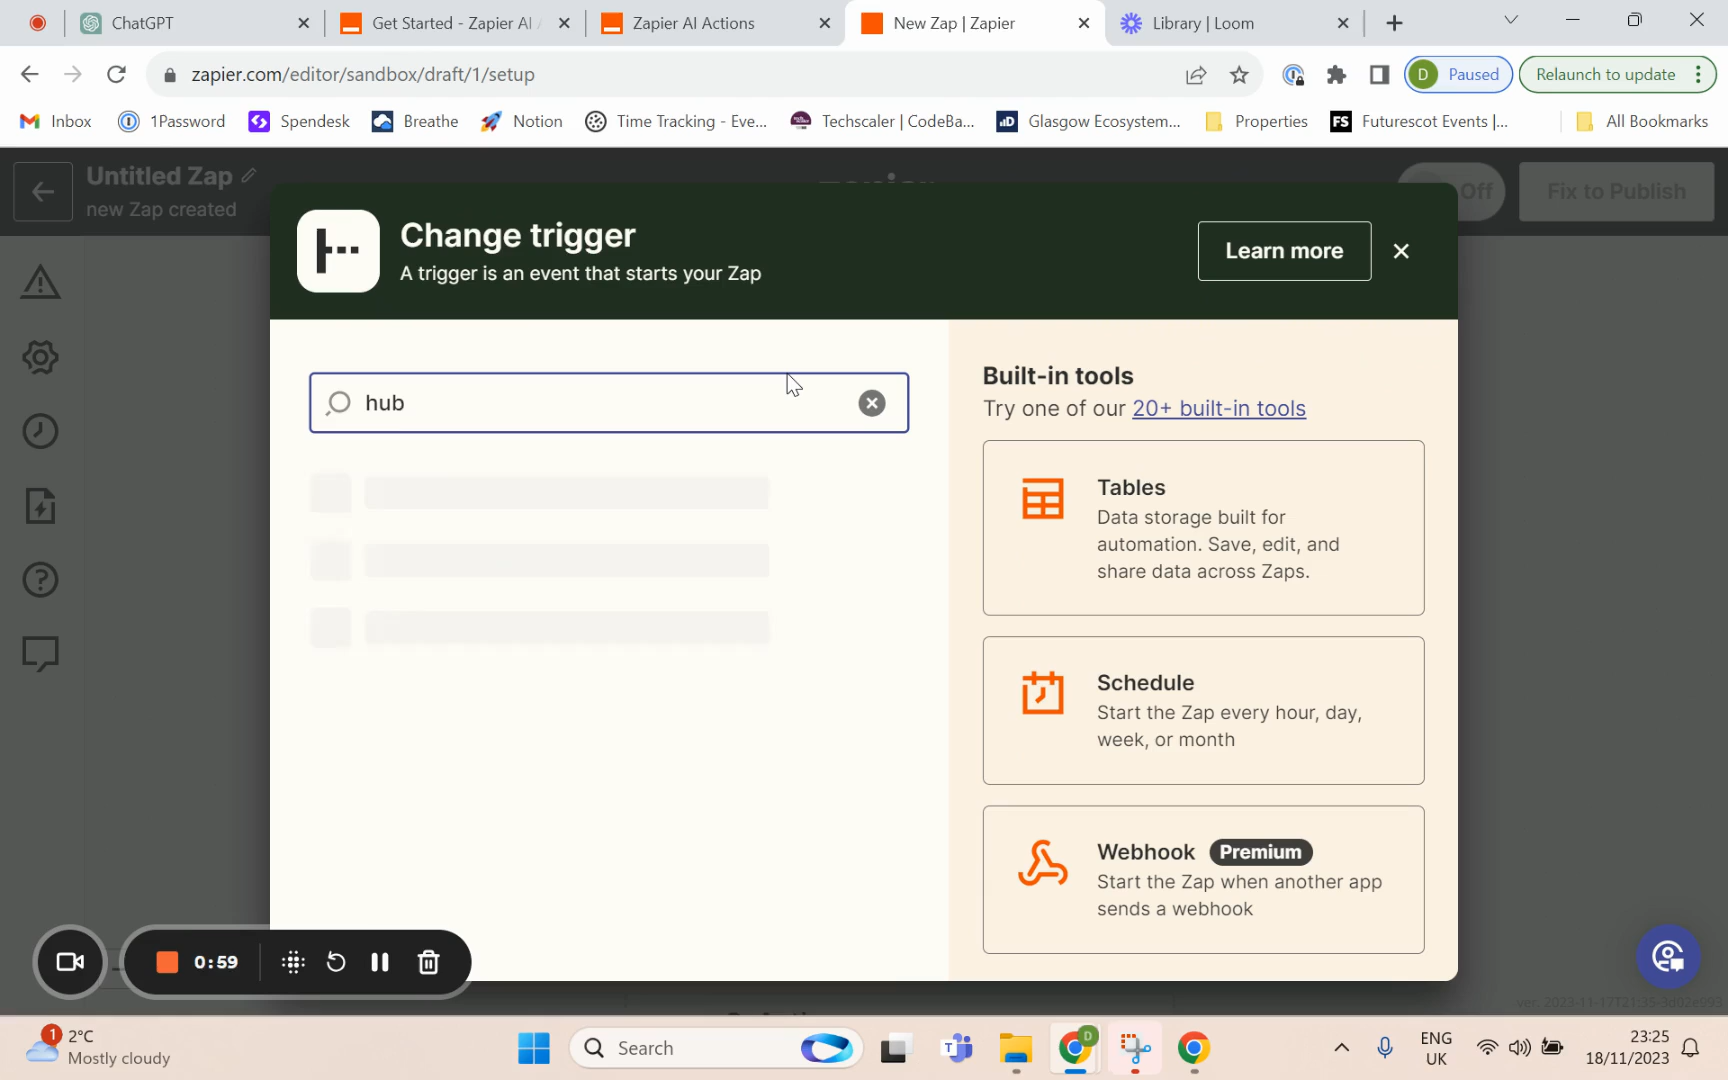 ChatGPT
Get Started - Zapier AI
Zapier AI Actions
New Zap | Zapier
Library | Loom
zapier.com/editor/sandbox/draft/1/setup
D
Paused
Relaunch to update
Inbox
1Password
Spendesk
Breathe
Notion
Time Tracking - Eve...
Techscaler | CodeBa...
Glasgow Ecosystem...
Properties
FS
Futurescot Events |...
All Bookmarks
Untitled Zap
new Zap created
Off
Fix to Publish
Change trigger
A trigger is an event that starts your Zap
Learn more
hub
Built-in tools
Try one of our 20+ built-in tools
Tables
Data storage built for
automation. Save, edit, and
share data across Zaps.
Schedule
Start the Zap every hour, day,
week, or month
Webhook Premium
Start the Zap when another app
sends a webhook
0:59
1
2°C
Mostly cloudy
Search
D
ENG
UK
23:25
18/11/2023